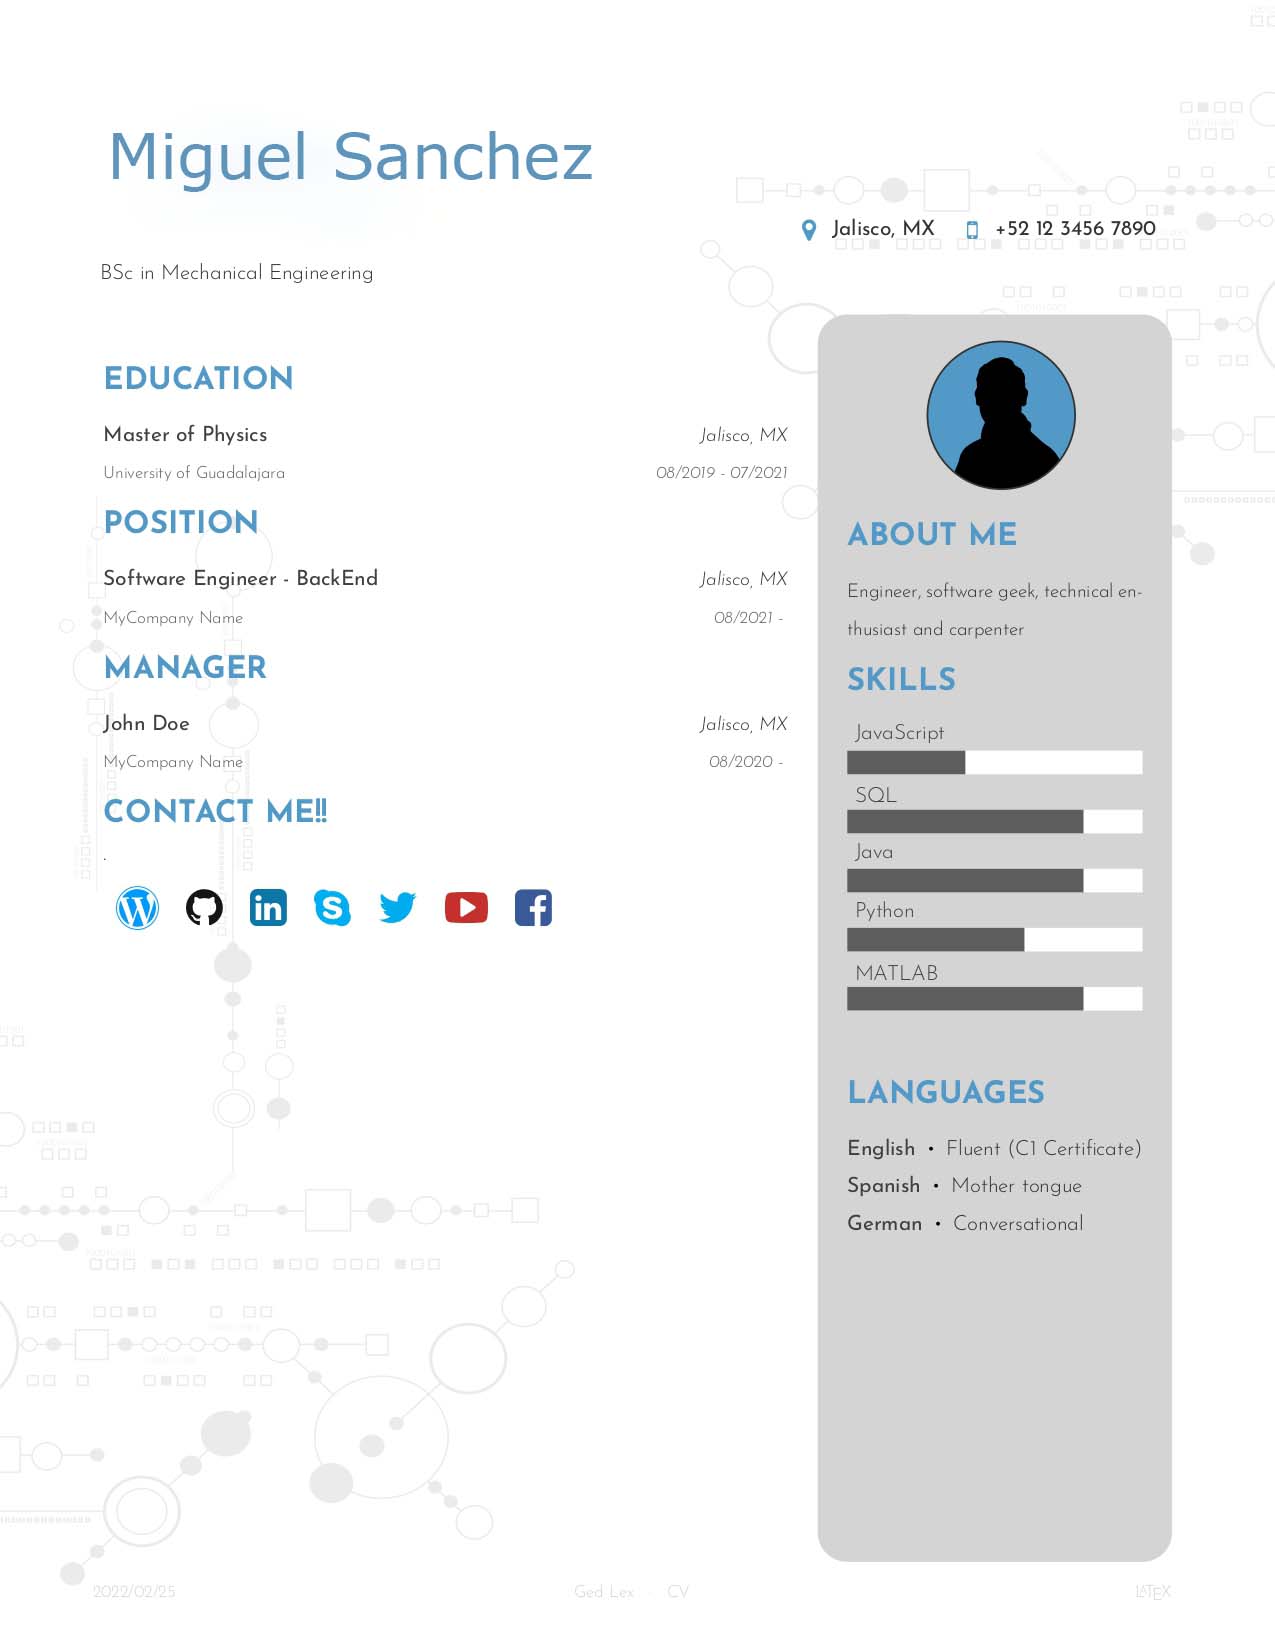 Miguel Sanchez
Jalisco, MX +52 12 3456 7890
BSc in Mechanical Engineering
EDUCATION
Master of Physics Jalisco, MX
University of Guadalajara 08/2019 - 07/2021
POSITION
Software Engineer - BackEnd Jalisco, MX
MyCompany Name 08/2021 -
MANAGER
John Doe Jalisco, MX
MyCompany Name 08/2020 -
CONTACT ME!!
.
ABOUT ME
Engineer, software geek, technical en-
thusiast and carpenter
SKILLS
JavaScript
SQL
Java
Python
MATLAB
LANGUAGES
English • Fluent (C1 Certificate)
Spanish • Mother tongue
German • Conversational
2022/02/25 Ged Lex · CV LATEX